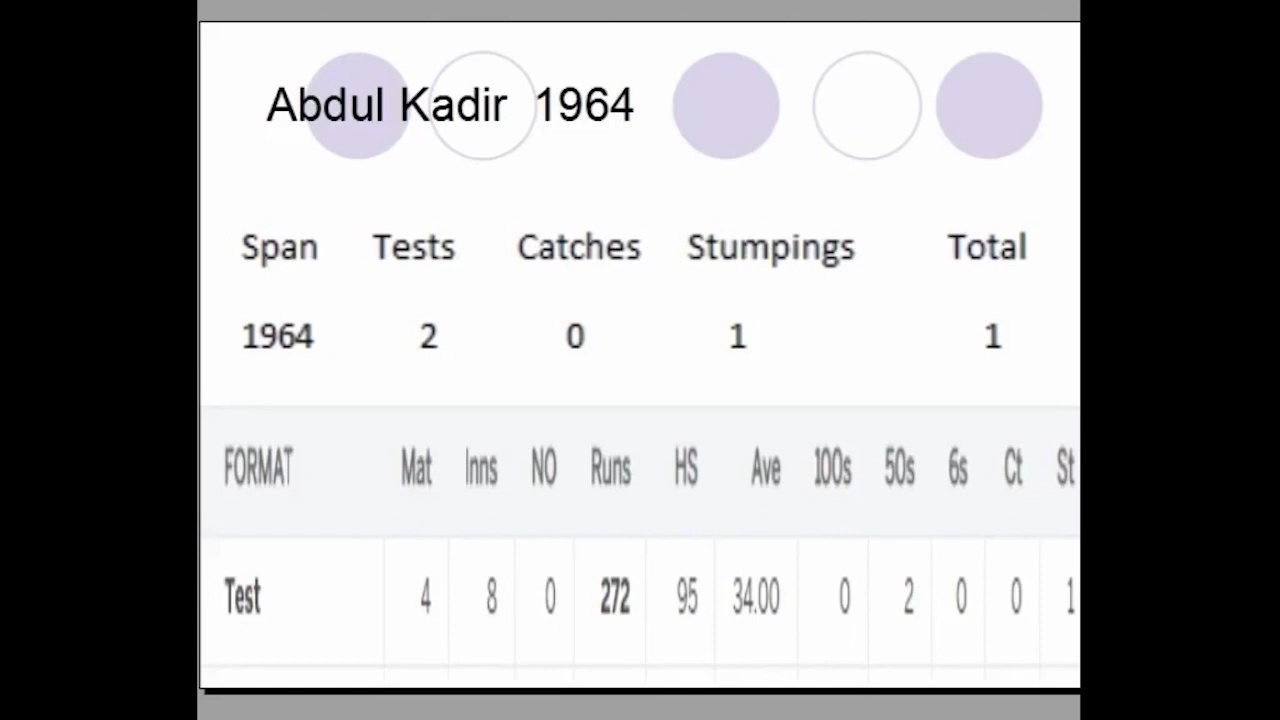 Abdul Kadir 1964
Span Tests Catches Stumpings Total
1964 2 0 1 1
FORMAT Mat Inns NO Runs HS Ave 100s 50s 6s Ct St
Test 4 8 0 272 95 34.00 0 2 0 0 1